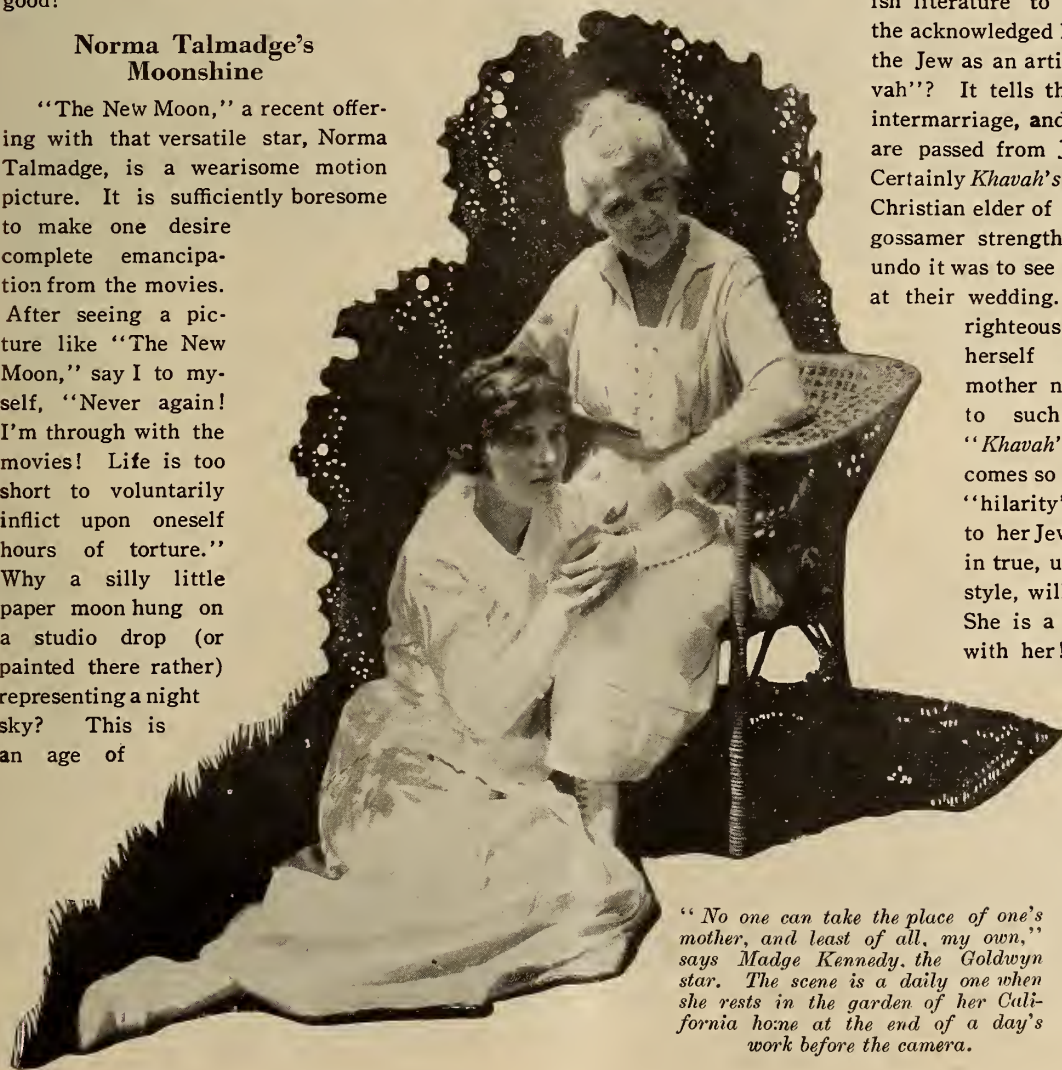 good?
Norma Talmadge's
Moonshine
"The New Moon," a recent offer-
ing with that versatile star, Norma
Talmadge, is a wearisome motion
picture. It is sufficiently boresome
to make one desire
complete emancipa-
tion from the movies.
After seeing a pic-
ture like "The New
Moon," say I to my-
self, "Never again!
I'm through with the
movies! Life is too
short to voluntarily
inflict upon oneself
hours of torture."
Why a silly little
paper moon hung on
a studio drop (or
painted there rather)
representing a night
sky? This is
an age of
ish literature to
the acknowledged
the Jew as an arti
vah"? It tells th
intermarriage, and
are passed from J
Certainly Khavah's
Christian elder of
gossamer strength
undo it was to see
at their wedding.
righteous
herself
mother n
to such
"Khavah'
comes so
"hilarity'
to her Jev
in true, u
style, wil
She is a
with her!
"No one can take the place of one's
mother, and least of all, my own,"
says Madge Kennedy, the Goldwyn
star. The scene is a daily one when
she rests in the garden of her Cali-
fornia home at the end of a day's
work before the camera.